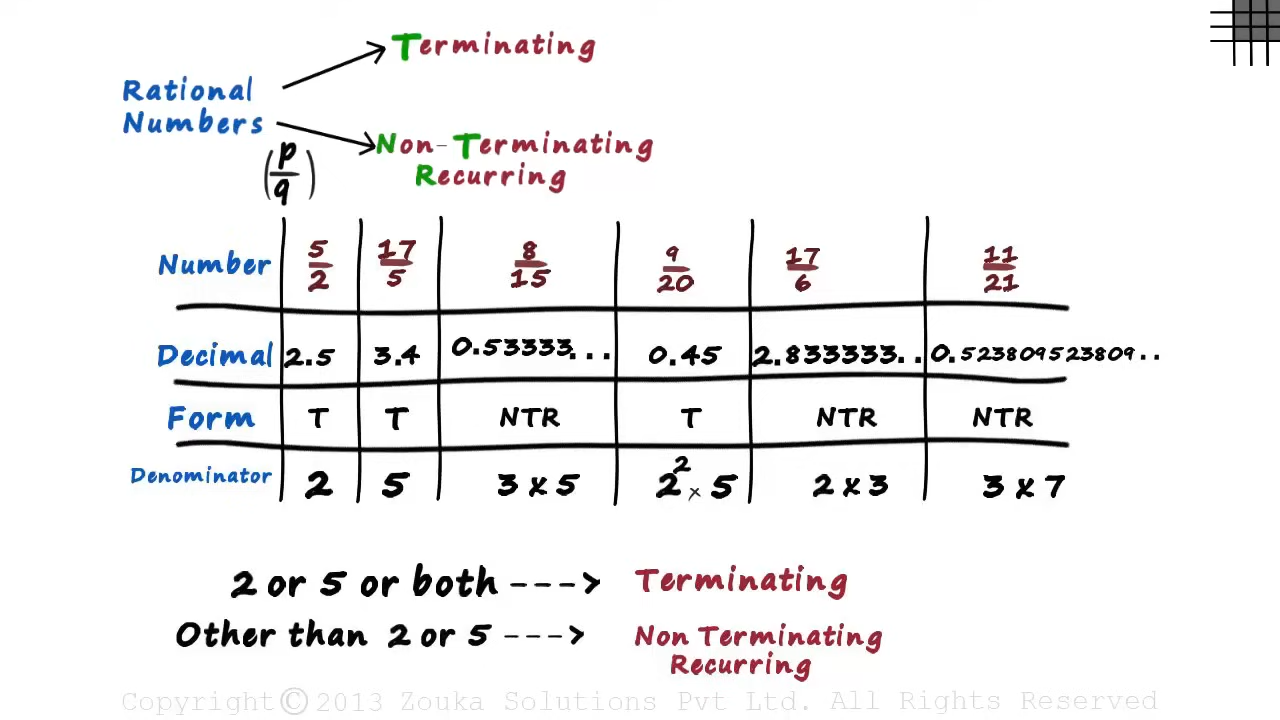 Terminating
Rational
Numbers
Non-Terminating
Recurring
(p/q)
Number 5/2 17/5 8/15 9/20 17/6 11/21
Decimal 2.5 3.4 0.53333... 0.45 2.833333.. 0.523809523809..
Form T T NTR T NTR NTR
Denominator 2 5 3 x 5 2² x 5 2 x 3 3 x 7
2 or 5 or both ---> Terminating
Other than 2 or 5 ---> Non Terminating
Recurring
Copyright© 2013 Zouka Solutions Pvt Ltd. All Rights Reserved